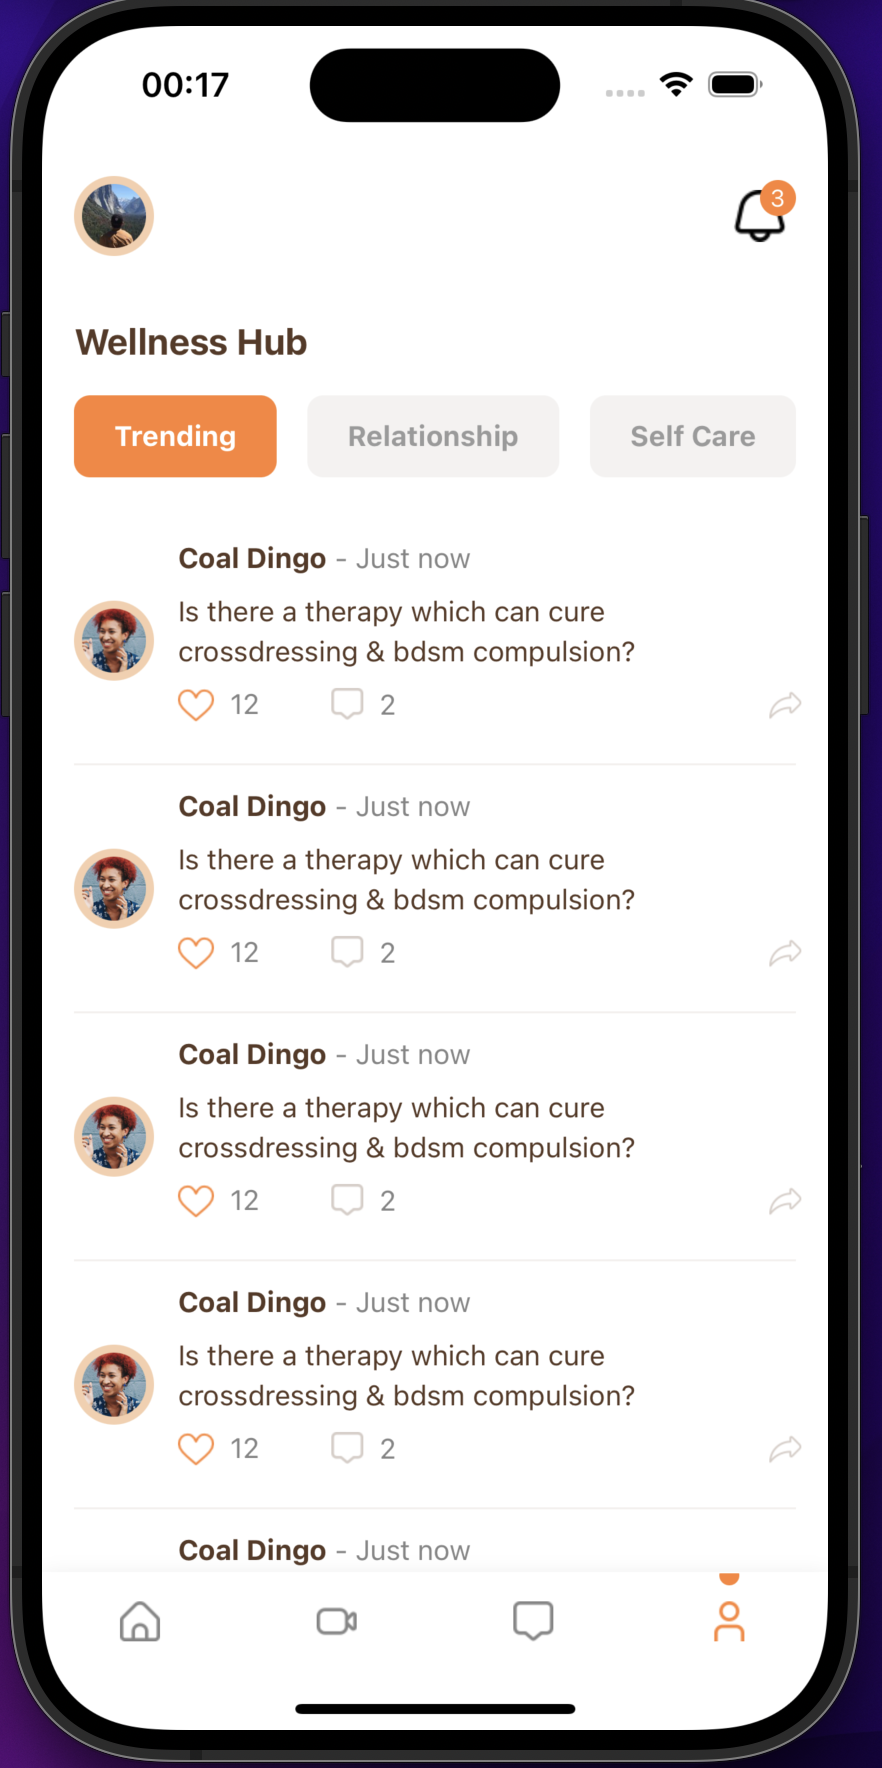 00:17
3
Wellness Hub
Trending
Relationship
Self Care
Coal Dingo - Just now
Is there a therapy which can cure
crossdressing & bdsm compulsion?
12
2
Coal Dingo - Just now
Is there a therapy which can cure
crossdressing & bdsm compulsion?
12
2
Coal Dingo - Just now
Is there a therapy which can cure
crossdressing & bdsm compulsion?
12
2
Coal Dingo - Just now
Is there a therapy which can cure
crossdressing & bdsm compulsion?
12
2
Coal Dingo - Just now